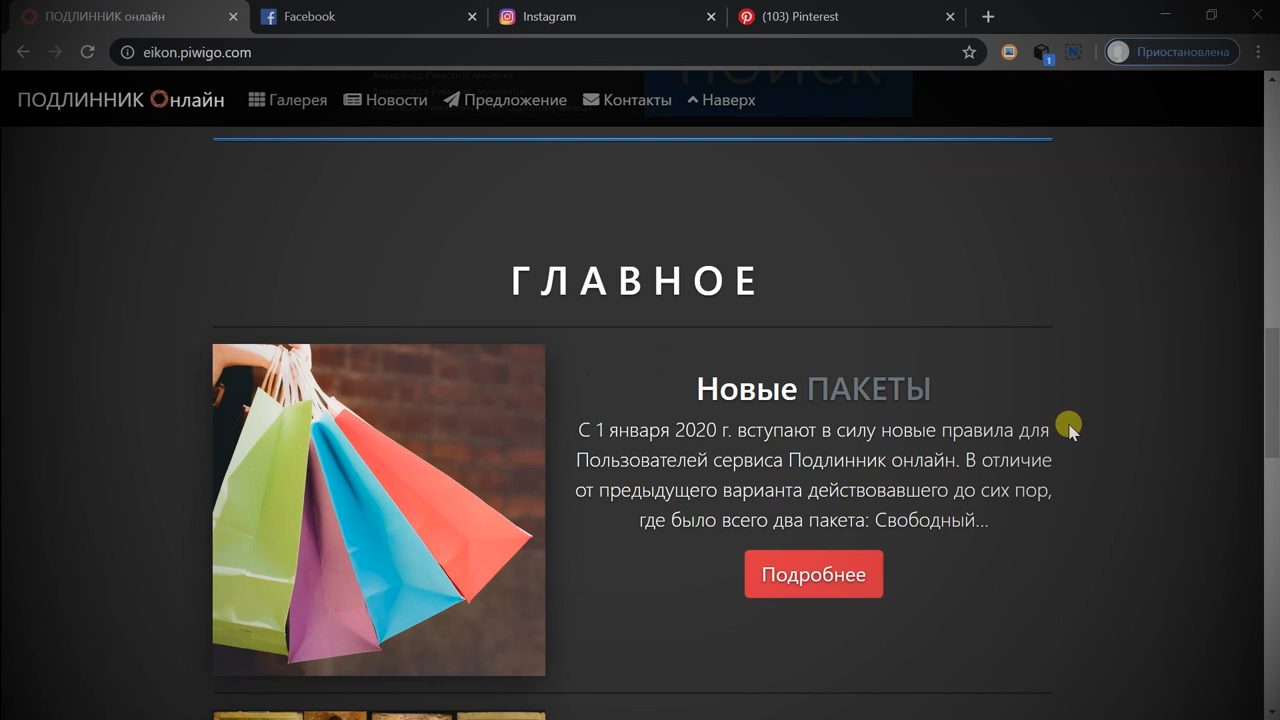 ПОДЛИННИК онлайн
Facebook
Instagram
(103) Pinterest
eikon.piwigo.com
1
N
Приостановлена
ПОИСК
ПОДЛИННИК Онлайн
Галерея
Новости
Предложение
Контакты
Наверх
ГЛАВНОЕ
Новые ПАКЕТЫ
С 1 января 2020 г. вступают в силу новые правила для
Пользователей сервиса Подлинник онлайн. В отличие
от предыдущего варианта действовавшего до сих пор,
где было всего два пакета: Свободный...
Подробнее